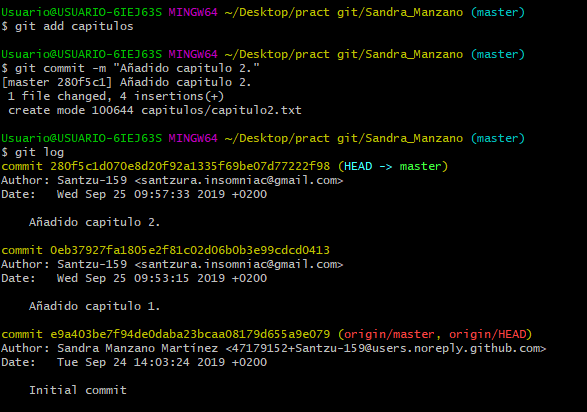 Usuario@USUARIO-6IEJ63S MINGW64 ~/Desktop/pract git/Sandra_Manzano (master)
$ git add capitulos
Usuario@USUARIO-6IEJ63S MINGW64 ~/Desktop/pract git/Sandra_Manzano (master)
$ git commit -m "Añadido capitulo 2."
[master 280f5c1] Añadido capitulo 2.
1 file changed, 4 insertions(+)
create mode 100644 capitulos/capitulo2.txt
Usuario@USUARIO-6IEJ63S MINGW64 ~/Desktop/pract git/Sandra_Manzano (master)
$ git log
commit 280f5c1d070e8d20f92a1335f69be07d77222f98 (HEAD -> master)
Author: Santzu-159 <santzura.insomniac@gmail.com>
Date:   Wed Sep 25 09:57:33 2019 +0200
Añadido capitulo 2.
commit 0eb37927fa1805e2f81c02d06b0b3e99cdcd0413
Author: Santzu-159 <santzura.insomniac@gmail.com>
Date:   Wed Sep 25 09:53:15 2019 +0200
Añadido capitulo 1.
commit e9a403be7f94de0daba23bcaa08179d655a9e079 (origin/master, origin/HEAD)
Author: Sandra Manzano Martínez <47179152+Santzu-159@users.noreply.github.com>
Date:   Tue Sep 24 14:03:24 2019 +0200
Initial commit